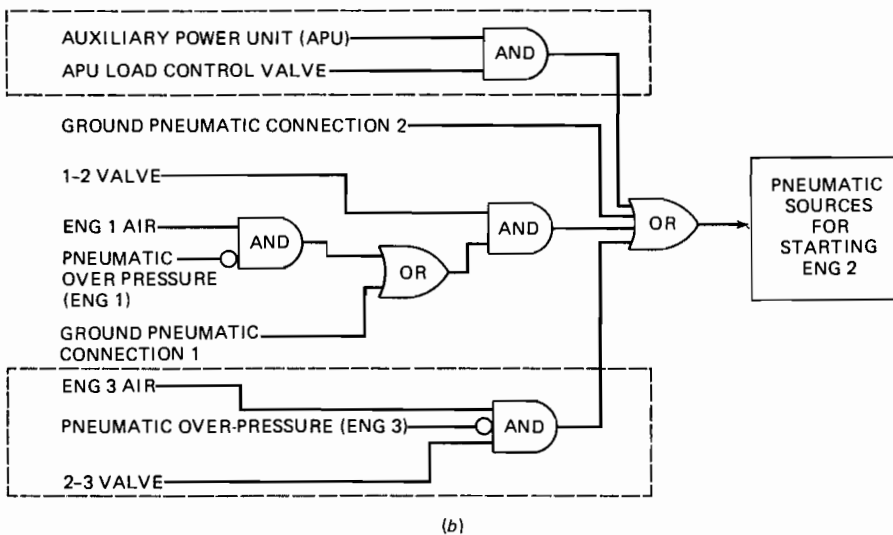 AUXILIARY POWER UNIT (APU)
AND
APU LOAD CONTROL VALVE
GROUND PNEUMATIC CONNECTION 2
1–2 VALVE
ENG 1 AIR
AND
PNEUMATIC
OVER PRESSURE
(ENG 1)
OR
AND
GROUND PNEUMATIC
CONNECTION 1
OR
PNEUMATIC
SOURCES
FOR
STARTING
ENG 2
ENG 3 AIR
PNEUMATIC OVER-PRESSURE (ENG 3)
AND
2–3 VALVE
(b)